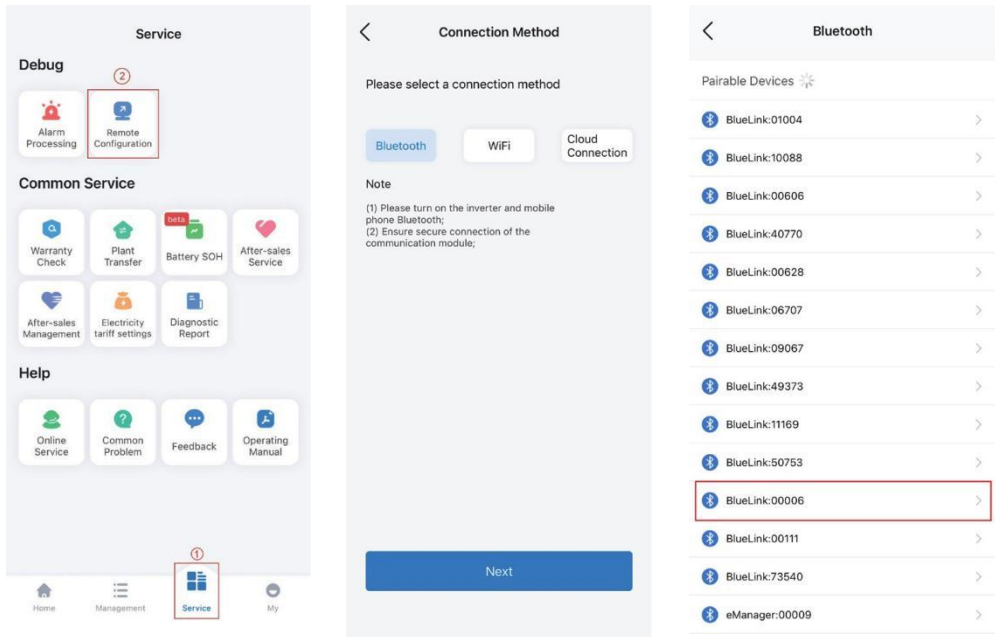 Service
Debug
②
Alarm
Processing
Remote
Configuration
Common Service
Warranty
Check
Plant
Transfer
beta
Battery SOH
After-sales
Service
After-sales
Management
Electricity
tariff settings
Diagnostic
Report
Help
Online
Service
Common
Problem
Feedback
Operating
Manual
①
Home
Management
Service
My
Connection Method
Please select a connection method
Bluetooth
WiFi
Cloud
Connection
Note
(1) Please turn on the inverter and mobile
phone Bluetooth;
(2) Ensure secure connection of the
communication module;
Next
Bluetooth
Pairable Devices
BlueLink:01004
BlueLink:10088
BlueLink:00606
BlueLink:40770
BlueLink:00628
BlueLink:06707
BlueLink:09067
BlueLink:49373
BlueLink:11169
BlueLink:50753
BlueLink:00006
BlueLink:00111
BlueLink:73540
eManager:00009